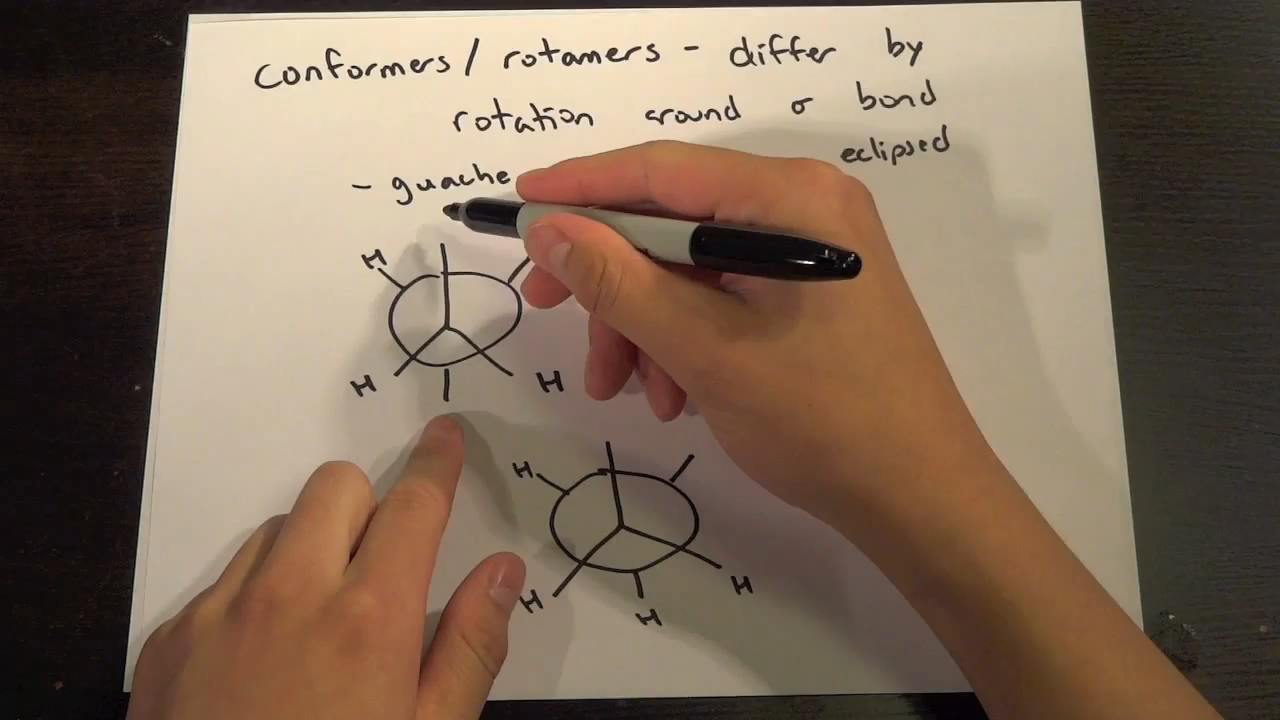 conformers / rotamers - differ by
rotation around σ bond
eclipsed
- guache
H
H
H
H
H
H
H